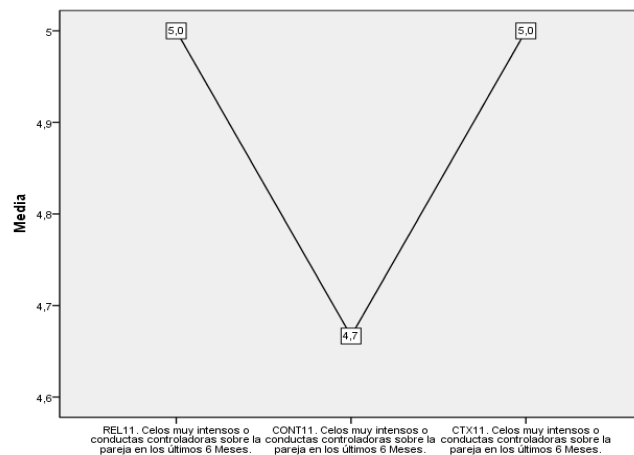 5
4,9
4,8
4,7
4,6
Media
5,0
4,7
5,0
REL11. Celos muy intensos o
conductas controladoras sobre la
pareja en los últimos 6 Meses.
CONT11. Celos muy intensos o
conductas controladoras sobre la
pareja en los últimos 6 Meses.
CTX11. Celos muy intensos o
conductas controladoras sobre la
pareja en los últimos 6 Meses.